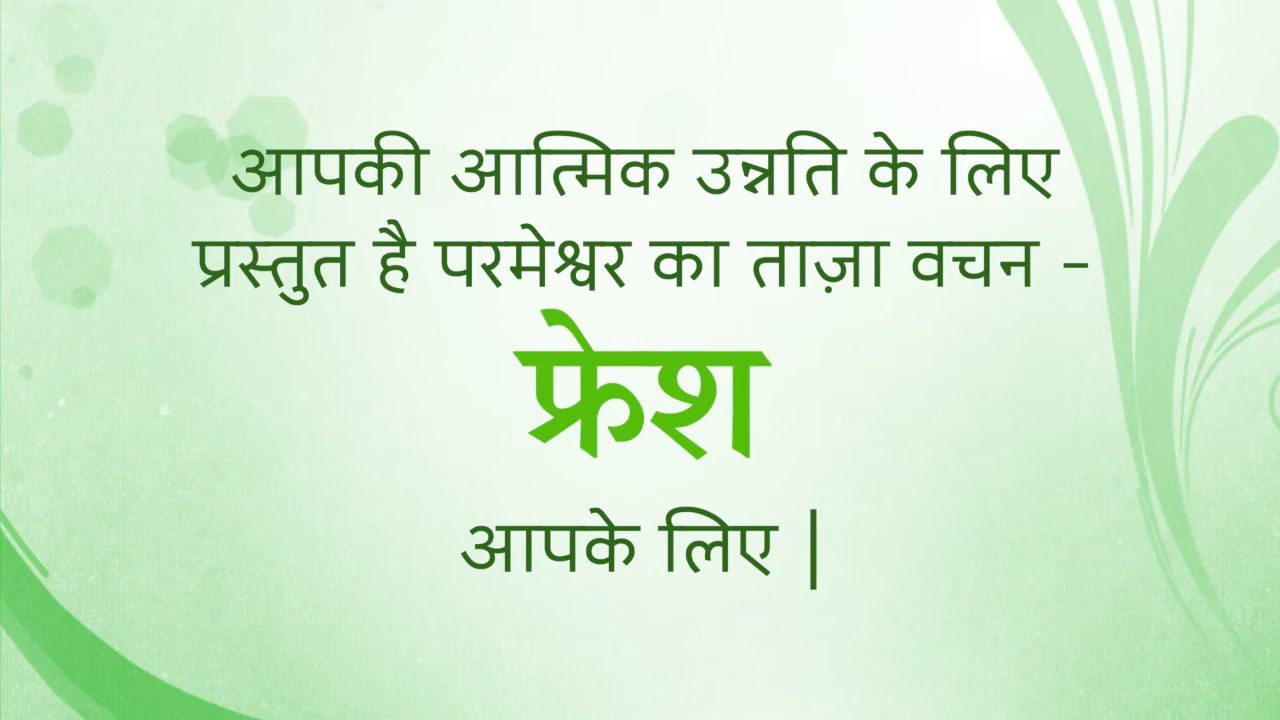 आपकी आत्मिक उन्नति के लिए
प्रस्तुत है परमेश्वर का ताज़ा वचन –
फ्रेश
आपके लिए |